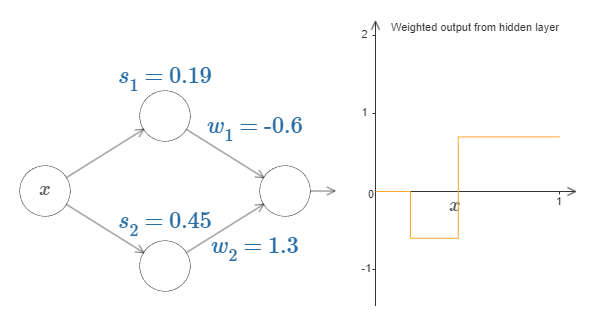 Weighted output from hidden layer
2
s₁ = 0.19
1
w₁ = -0.6
x
0
x
1
s₂ = 0.45
w₂ = 1.3
-1